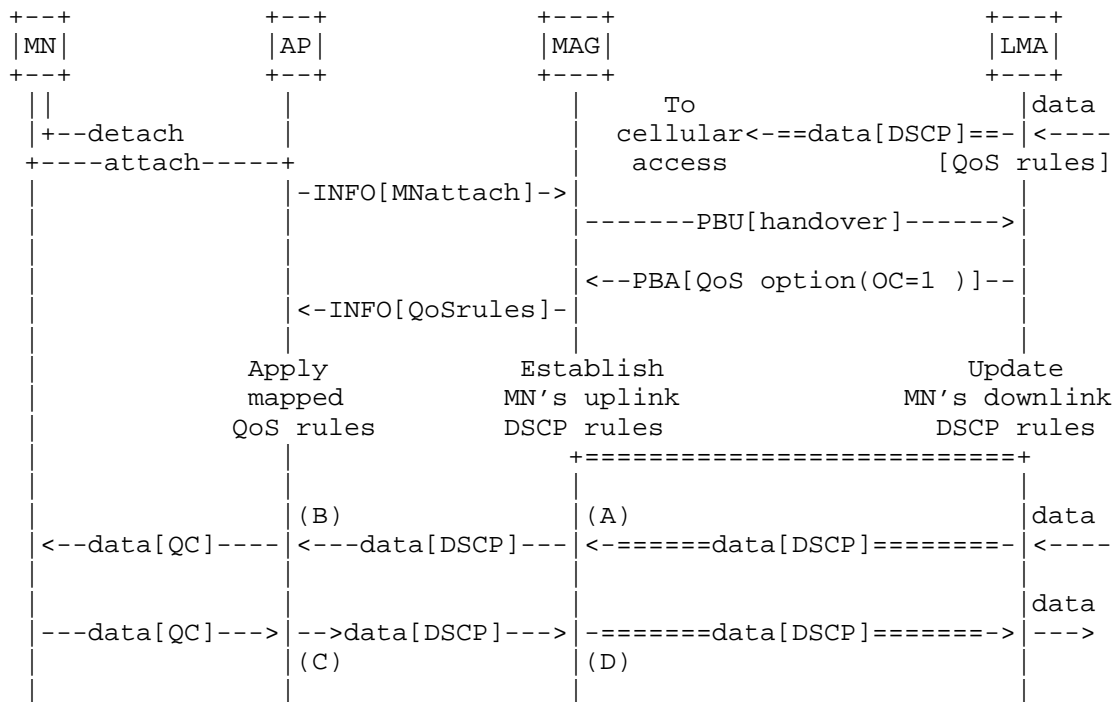 +--+ +--+ +---+ +---+
|MN| |AP| |MAG| |LMA|
+--+ +--+ +---+ +---+
|| | | To |data
|+--detach | | cellular<-==data[DSCP]==-|<----
+----attach-----+ | access [QoS rules]
| |-INFO[MNattach]->| |
| | |-------PBU[handover]------>|
| | | |
| | |<--PBA[QoS option(OC=1 )]--|
| |<-INFO[QoSrules]-| |
| | | |
| Apply Establish Update
| mapped MN's uplink MN's downlink
| QoS rules DSCP rules DSCP rules
| | +===========================+
| | | |
| |(B) |(A) |data
|<--data[QC]----|<---data[DSCP]---|<-======data[DSCP]========-|<----
| | | |
| | | |data
|---data[QC]--->|-->data[DSCP]--->|-=======data[DSCP]=======->|--->
| |(C) |(D) |
| | | |